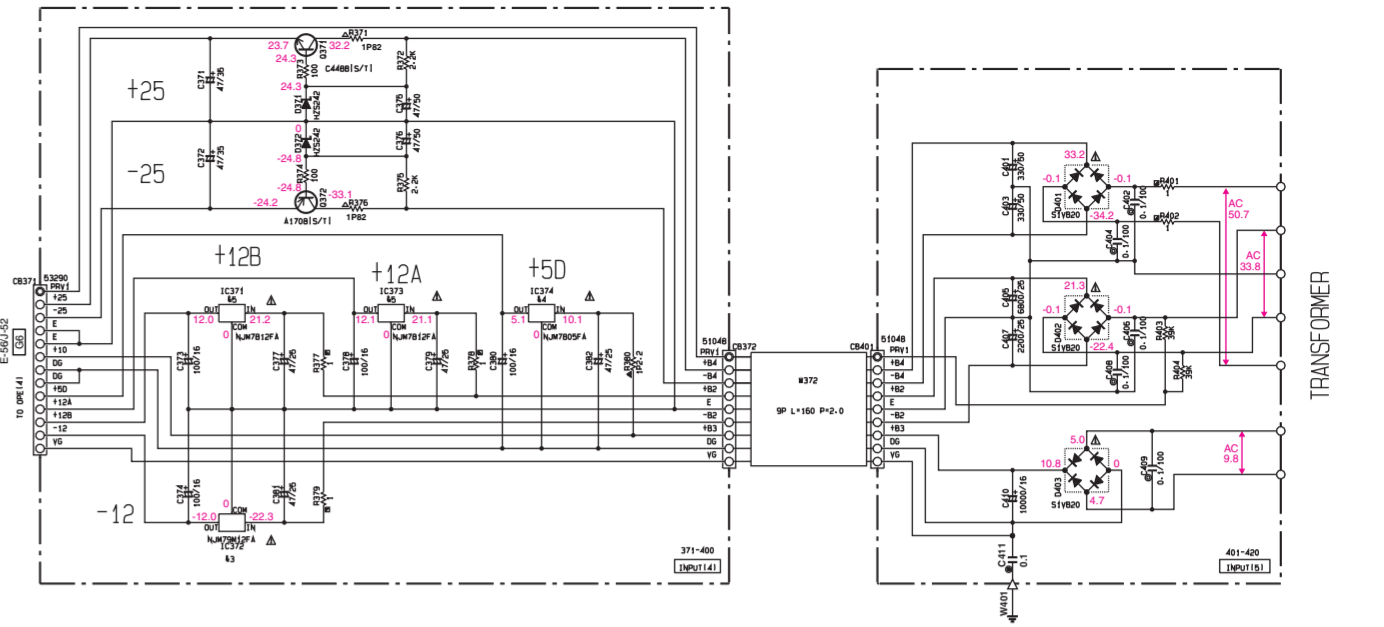 23.7
32.2
R371
1P82
24.3
Q371
C4488(S/T)
R373
100
R372
2.2K
C371
47/35
+25
24.3
D371
HZS242
C375
47/50
0
D372
HZS242
C376
47/50
C372
47/35
-25
-24.8
R374
100
R375
2.2K
-24.8
-24.2
-33.1
Q372
R376
1P82
A1708(S/T)
+12B
+12A
+5D
IC371
IC373
IC374
OUT
IN
OUT
IN
OUT
IN
12.0
21.2
12.1
21.1
5.1
10.1
COM
COM
COM
0
0
0
NJM7812FA
NJM7812FA
NJM7805FA
C373
100/16
C377
47/25
R377
C378
100/16
C379
47/25
R378
C380
100/16
C382
47/25
R380
1P2.2
CB371
53290
PRV1
+25
-25
E
E
+10
DG
DG
+5D
+12A
+12B
-12
VG
E-56/J-52
G6
TO OPE(4)
C374
100/16
C381
47/25
R379
1
-12
0
COM
-12.0
-22.3
OUT
IN
NJM79M12FA
IC372
371-400
INPUT(4)
51048
PRV1
CB372
+B4
-B4
+B2
E
-B2
+B3
DG
VG
W372
9P L=160 P=2.0
CB401
51048
PRV1
+B4
-B4
+B2
E
-B2
+B3
DG
VG
33.2
C401
330/50
-0.1
-0.1
R401
1
C403
330/50
D401
S1VB20
C402
0.1/100
-34.2
R402
1
C404
0.1/100
AC
50.7
AC
33.8
21.3
C405
6800/25
-0.1
-0.1
C407
2200/25
D402
S1VB20
C406
0.1/100
R403
39K
-22.4
C408
0.1/100
R404
39K
TRANSFORMER
5.0
10.8
0
D403
S1VB20
C409
0.1/100
AC
9.8
4.7
C410
10000/16
C411
0.1
W401
401-420
INPUT(5)